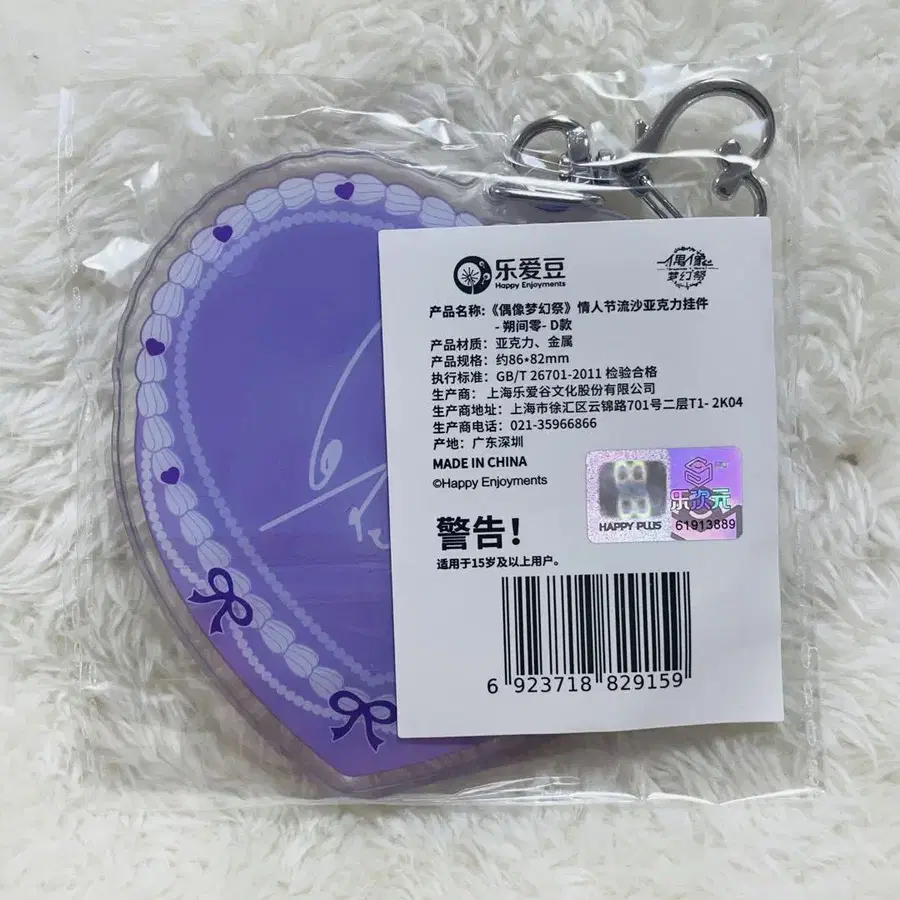 乐爱豆
Happy Enjoyments
偶像
梦幻祭
产品名称:《偶像梦幻祭》情人节流沙亚克力挂件
- 朔间零- D款
产品材质：亚克力、金属
产品规格：约86*82mm
执行标准：GB/T 26701-2011 检验合格
生产商：上海乐爱谷文化股份有限公司
生产商地址：上海市徐汇区云锦路701号二层T1- 2K04
生产商电话：021-35966866
产地：广东深圳
MADE IN CHINA
©Happy Enjoyments
HAPPY PLUS
乐次元
61913889
警告！
适用于15岁及以上用户。
6 923718 829159